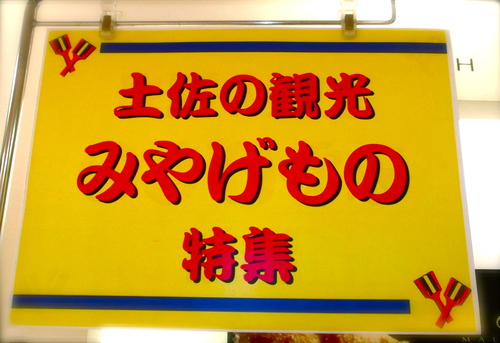 土佐の観光
みやげもの
特集
H